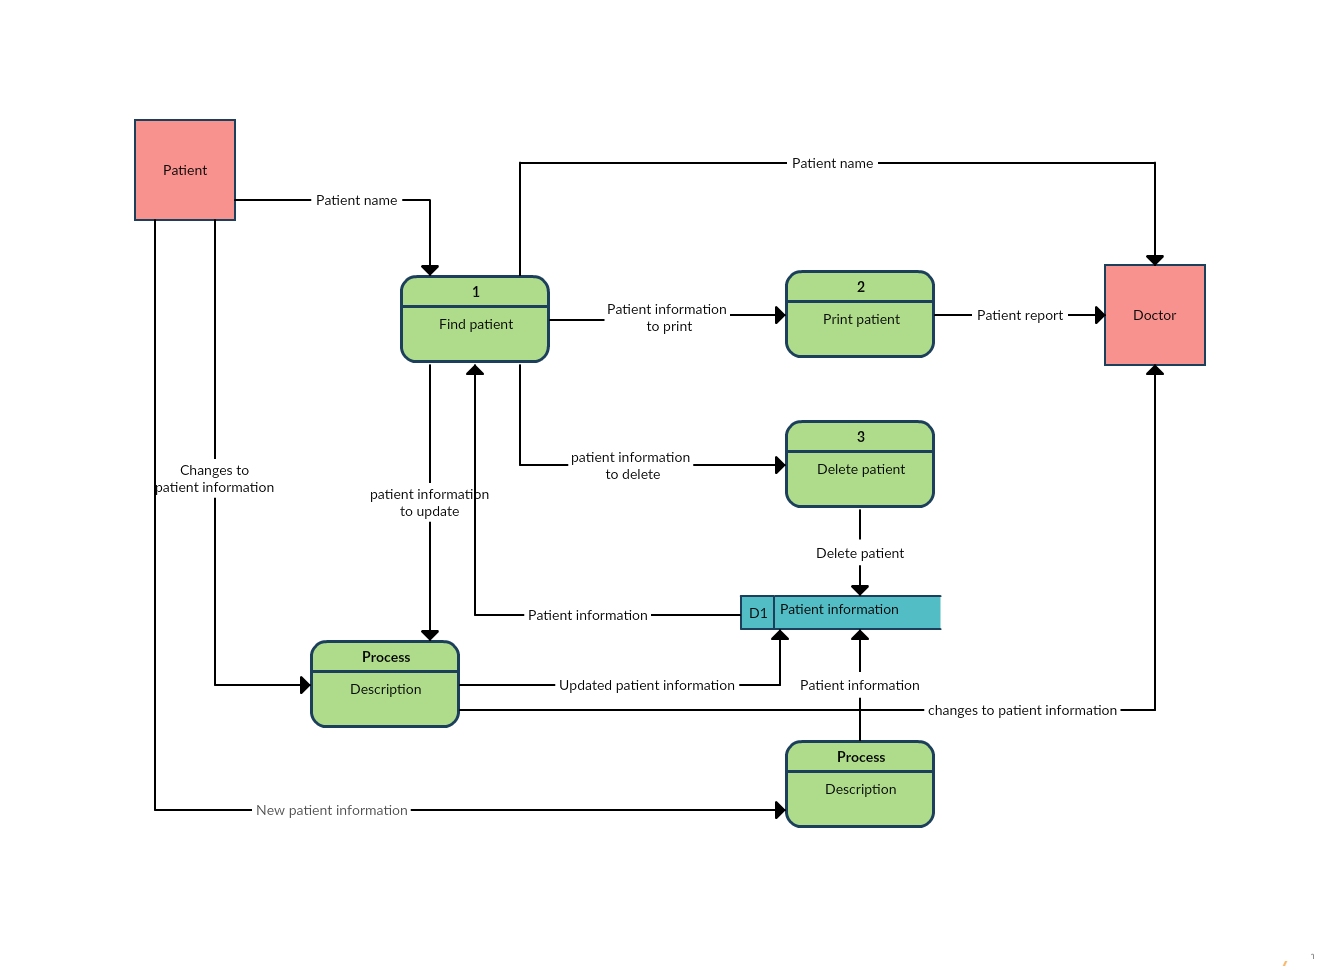 Patient
Patient name
Patient name
1
Find patient
Patient information
to print
2
Print patient
Patient report
Doctor
3
Delete patient
patient information
to delete
Changes to
patient information
patient information
to update
Delete patient
D1
Patient information
Patient information
Process
Description
Updated patient information
Patient information
changes to patient information
Process
Description
New patient information